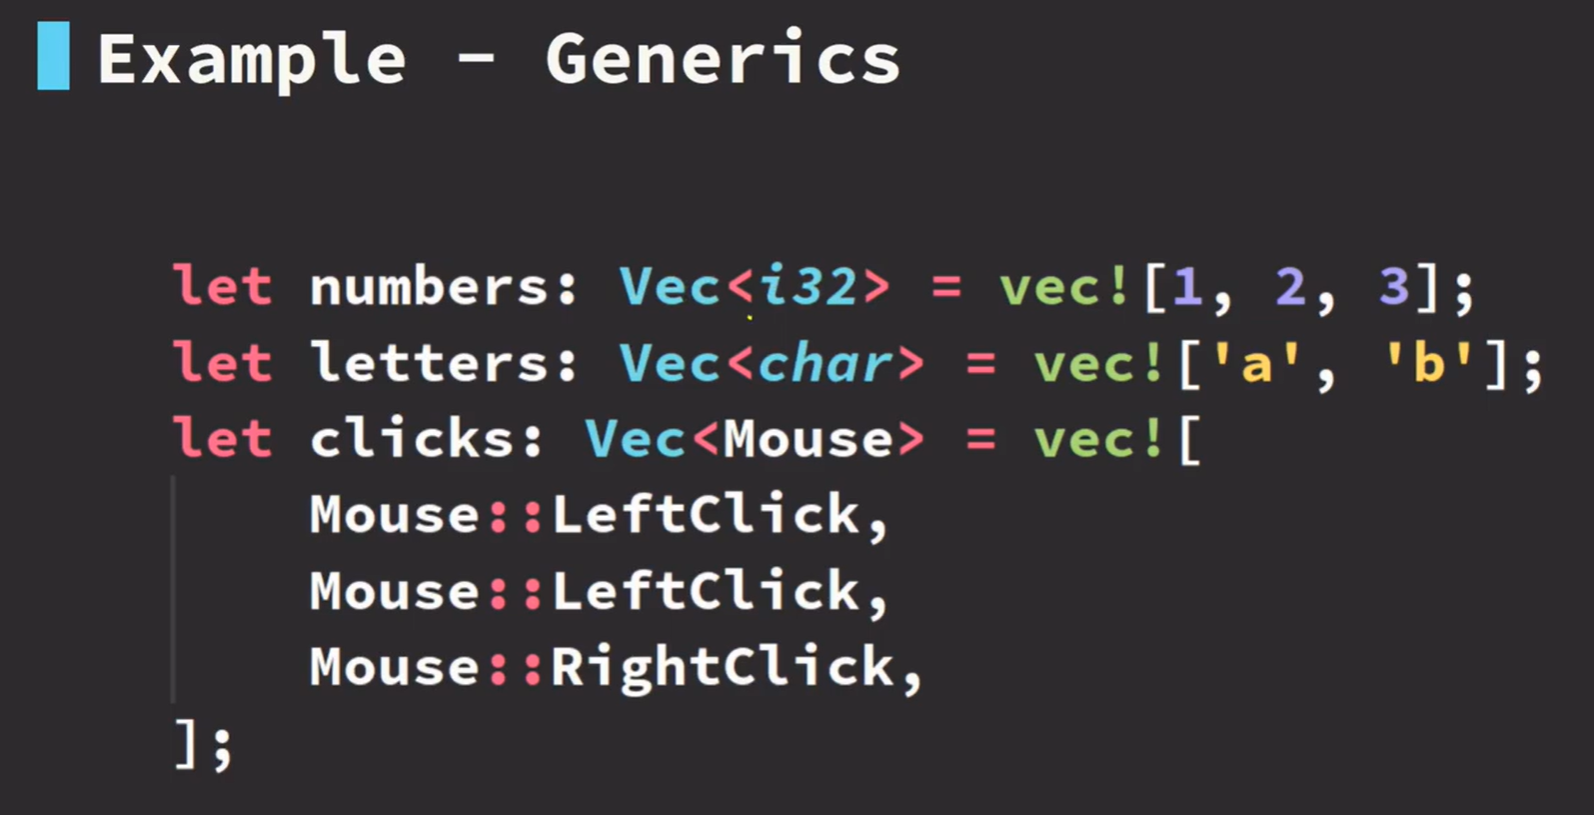 Example - Generics
let numbers: Vec<i32> = vec![1, 2, 3];
let letters: Vec<char> = vec!['a', 'b'];
let clicks: Vec<Mouse> = vec![
    Mouse::LeftClick,
    Mouse::LeftClick,
    Mouse::RightClick,
];